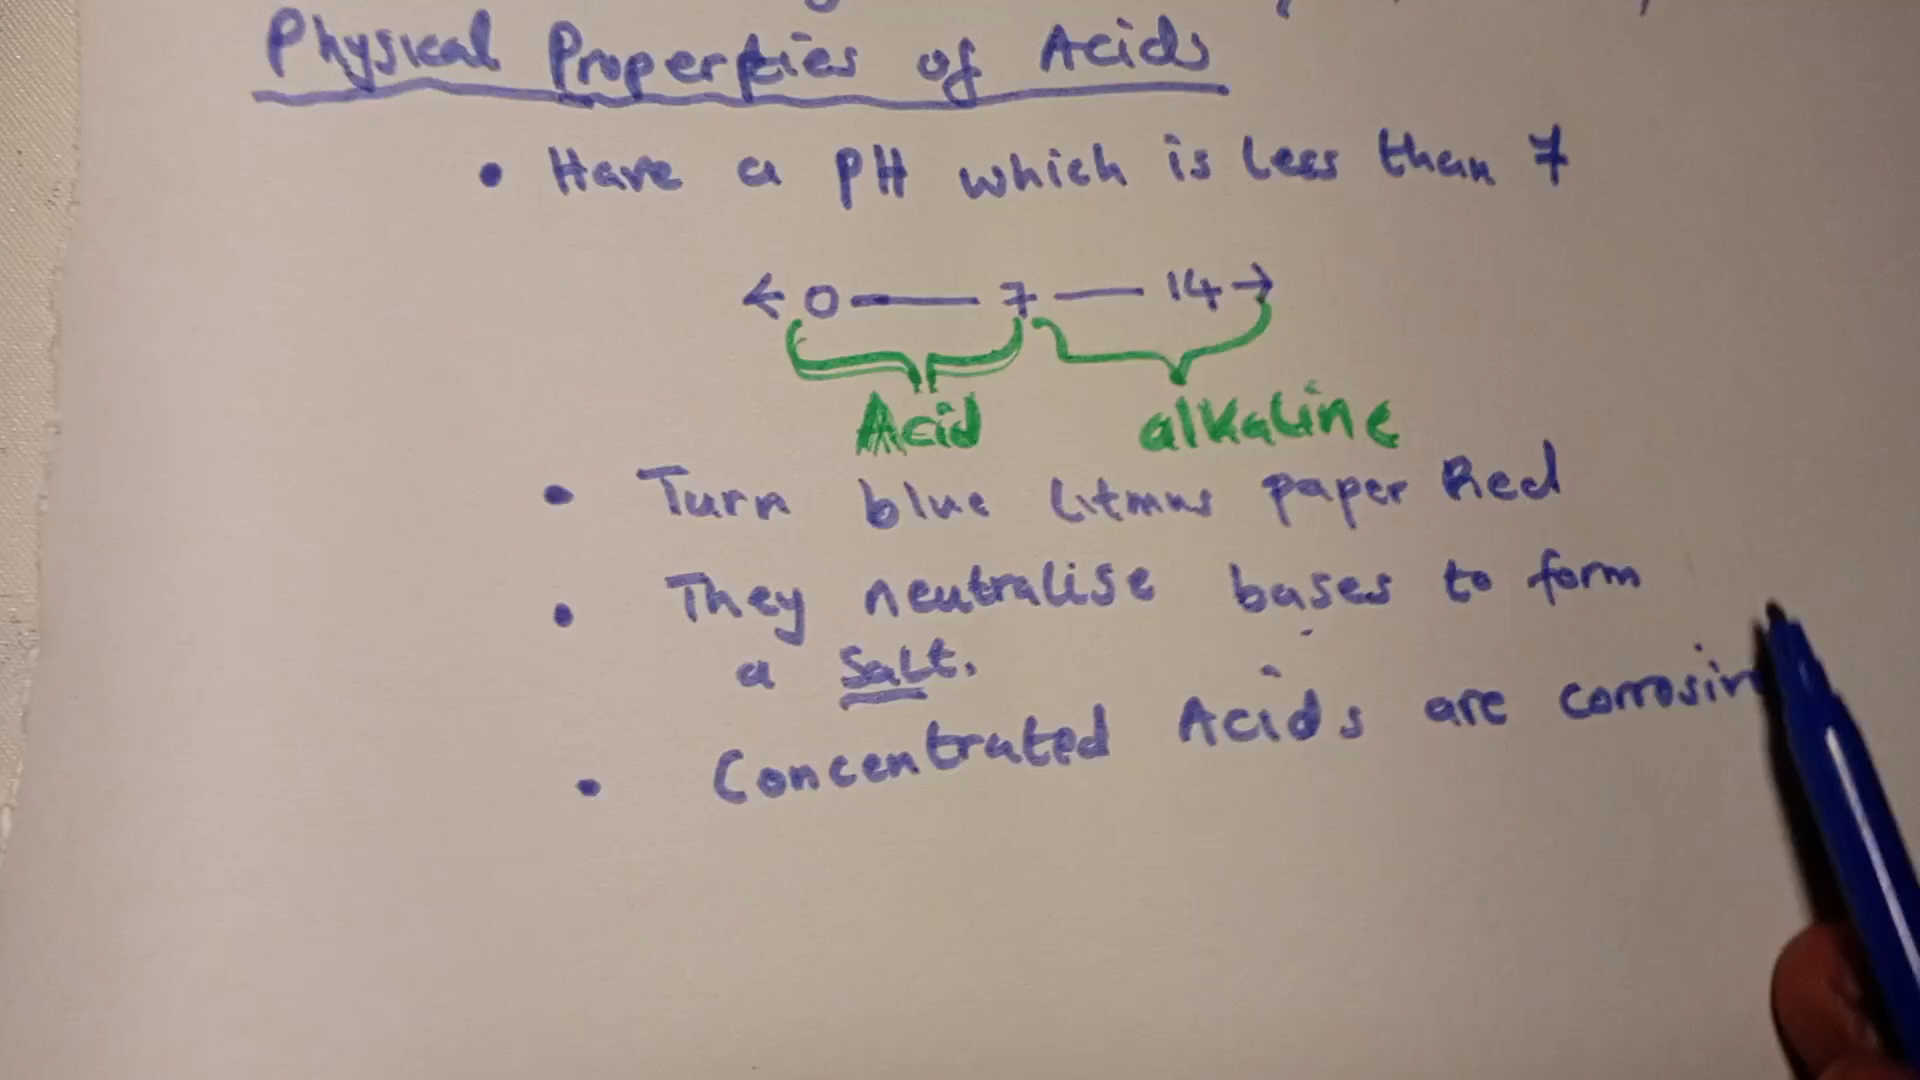 Physical Properties of Acids
• Have a pH which is less than 7
← 0 — 7 — 14 →
Acid alkaline
• Turn blue litmus paper Red
• They neutralise bases to form
a Salt.
• Concentrated Acids are